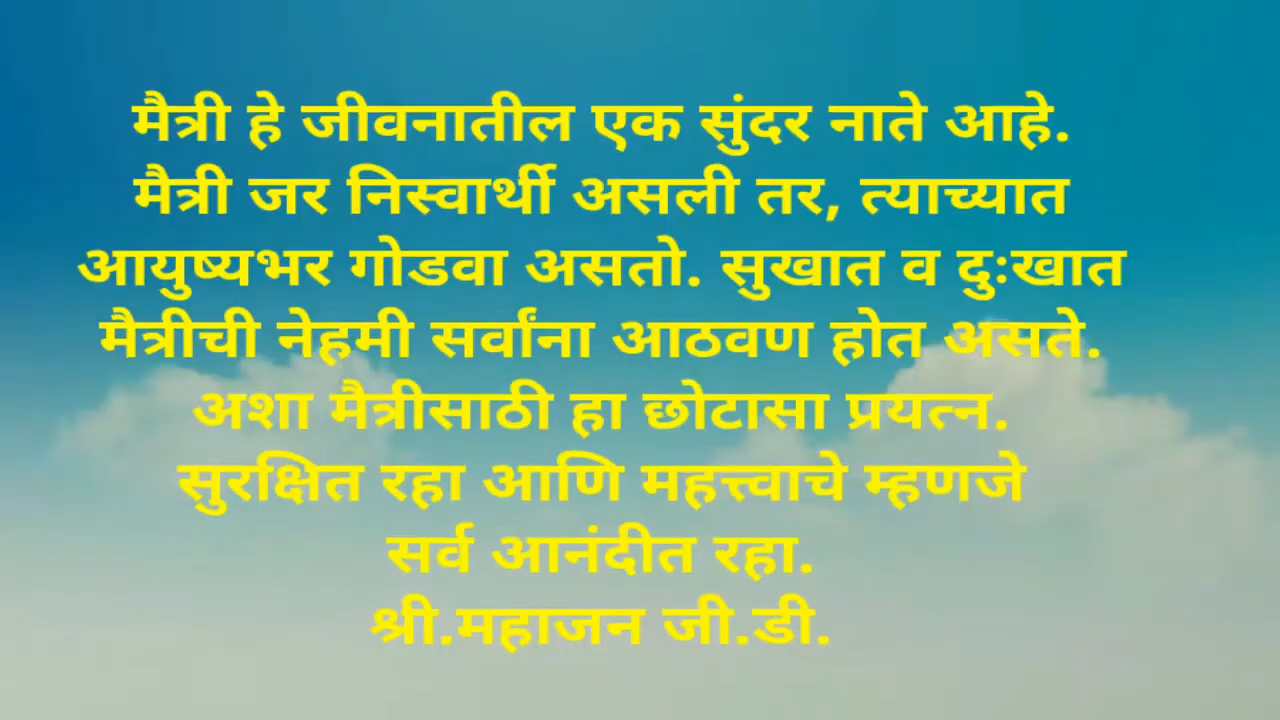 मैत्री हे जीवनातील एक सुंदर नाते आहे.
मैत्री जर निस्वार्थी असली तर, त्याच्यात
आयुष्यभर गोडवा असतो. सुखात व दुःखात
मैत्रीची नेहमी सर्वांना आठवण होत असते.
अशा मैत्रीसाठी हा छोटासा प्रयत्न.
सुरक्षित रहा आणि महत्त्वाचे म्हणजे
सर्व आनंदीत रहा.
श्री.महाजन जी.डी.